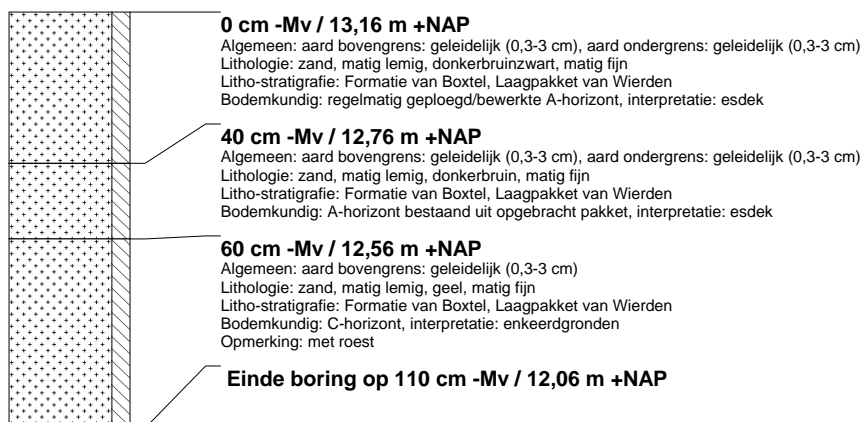 0 cm -Mv / 13,16 m +NAP
Algemeen: aard bovengrens: geleidelijk (0,3-3 cm), aard ondergrens: geleidelijk (0,3-3 cm)
Lithologie: zand, matig lemig, donkerbruinzwart, matig fijn
Litho-stratigrafie: Formatie van Boxtel, Laagpakket van Wierden
Bodemkundig: regelmatig geploegd/bewerkte A-horizont, interpretatie: esdek
40 cm -Mv / 12,76 m +NAP
Algemeen: aard bovengrens: geleidelijk (0,3-3 cm), aard ondergrens: geleidelijk (0,3-3 cm)
Lithologie: zand, matig lemig, donkerbruin, matig fijn
Litho-stratigrafie: Formatie van Boxtel, Laagpakket van Wierden
Bodemkundig: A-horizont bestaand uit opgebracht pakket, interpretatie: esdek
60 cm -Mv / 12,56 m +NAP
Algemeen: aard bovengrens: geleidelijk (0,3-3 cm)
Lithologie: zand, matig lemig, geel, matig fijn
Litho-stratigrafie: Formatie van Boxtel, Laagpakket van Wierden
Bodemkundig: C-horizont, interpretatie: enkeerdgronden
Opmerking: met roest
Einde boring op 110 cm -Mv / 12,06 m +NAP